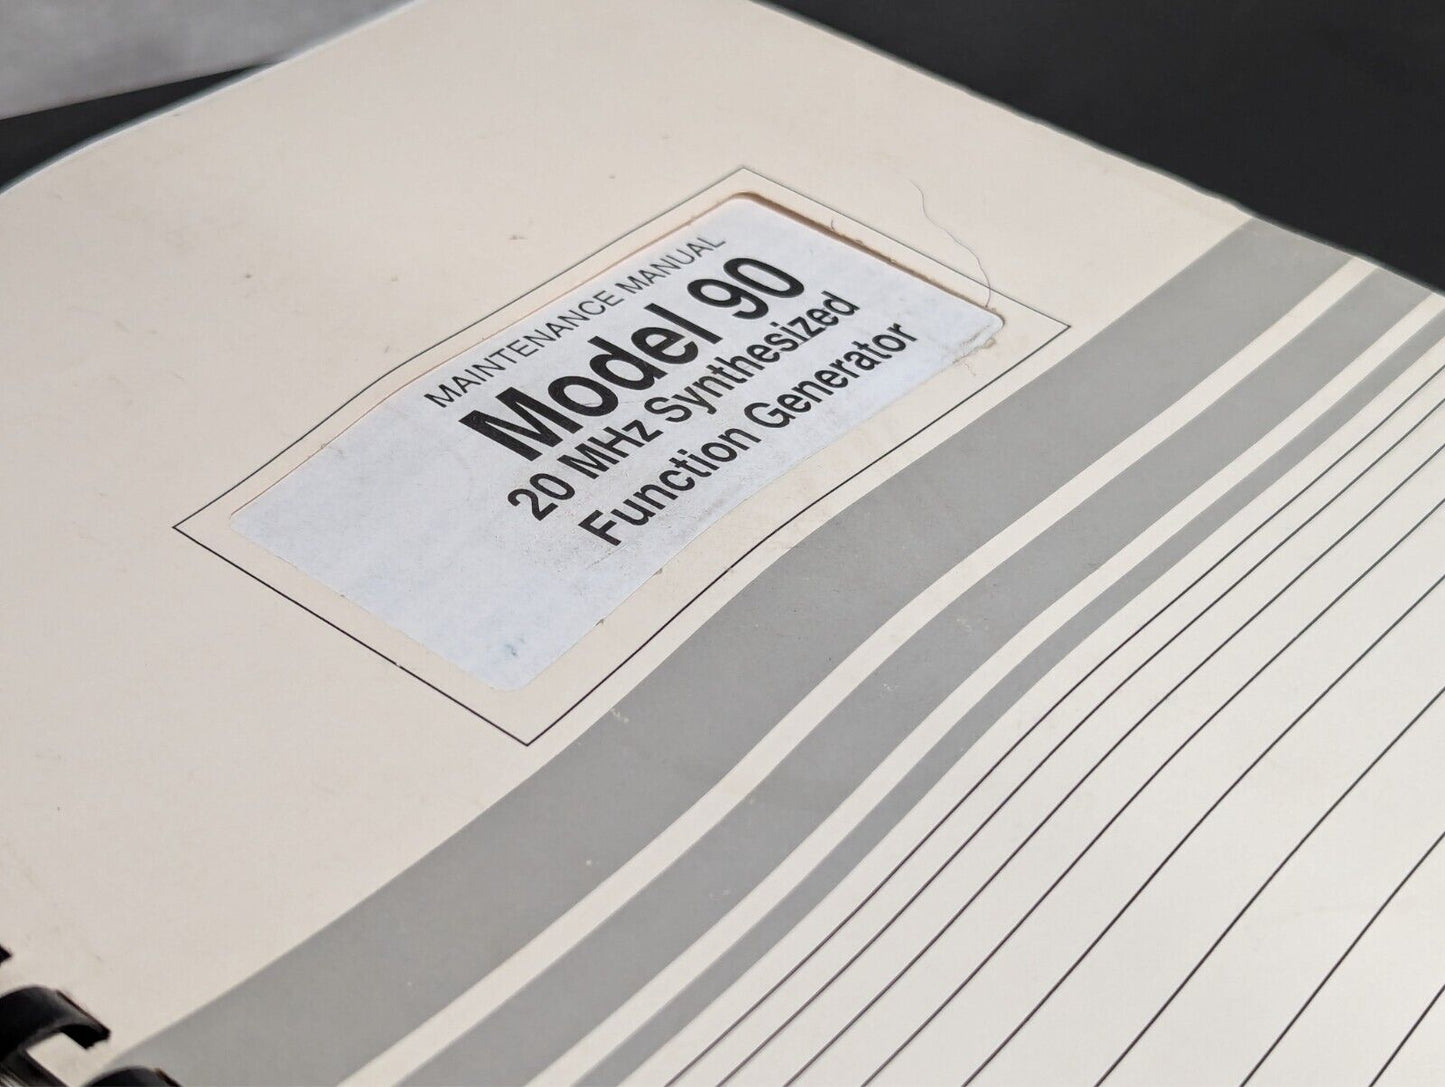 MAINTENANCE MANUAL
Model 90
20 MHz Synthesized
Function Generator